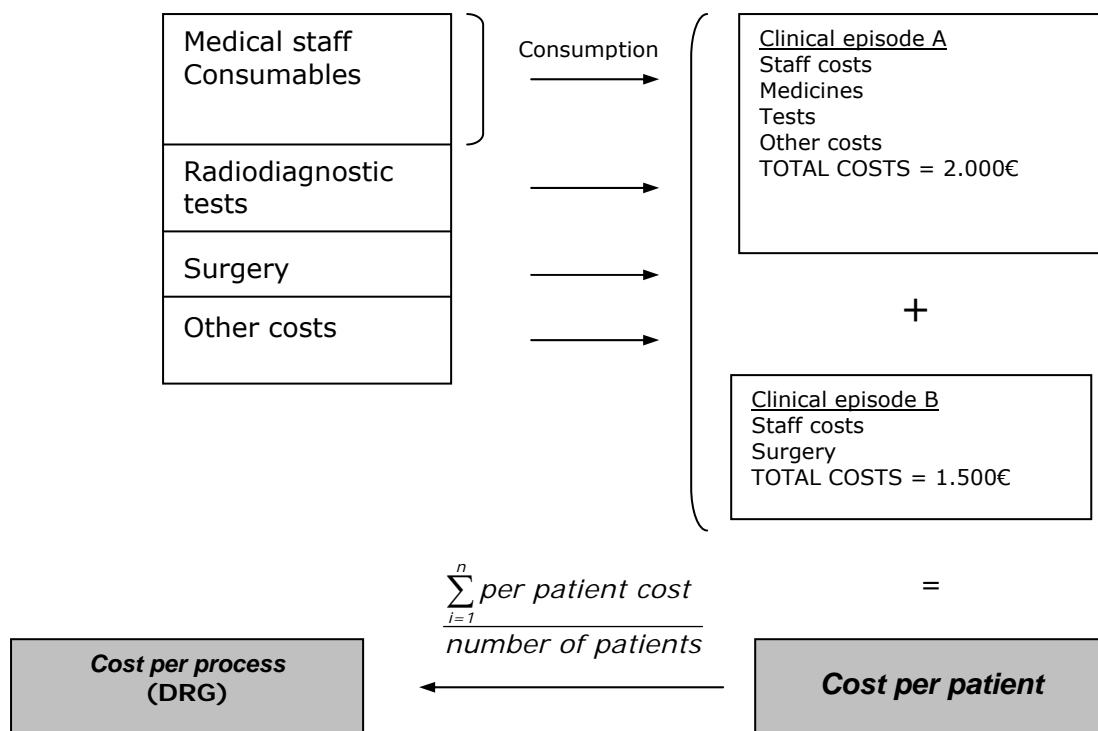 Medical staff
Consumables
Radiodiagnostic
tests
Surgery
Other costs
Consumption
Clinical episode A
Staff costs
Medicines
Tests
Other costs
TOTAL COSTS = 2.000€
+
Clinical episode B
Staff costs
Surgery
TOTAL COSTS = 1.500€
=
n
∑ per patient cost
i=1
number of patients
Cost per process
(DRG)
Cost per patient